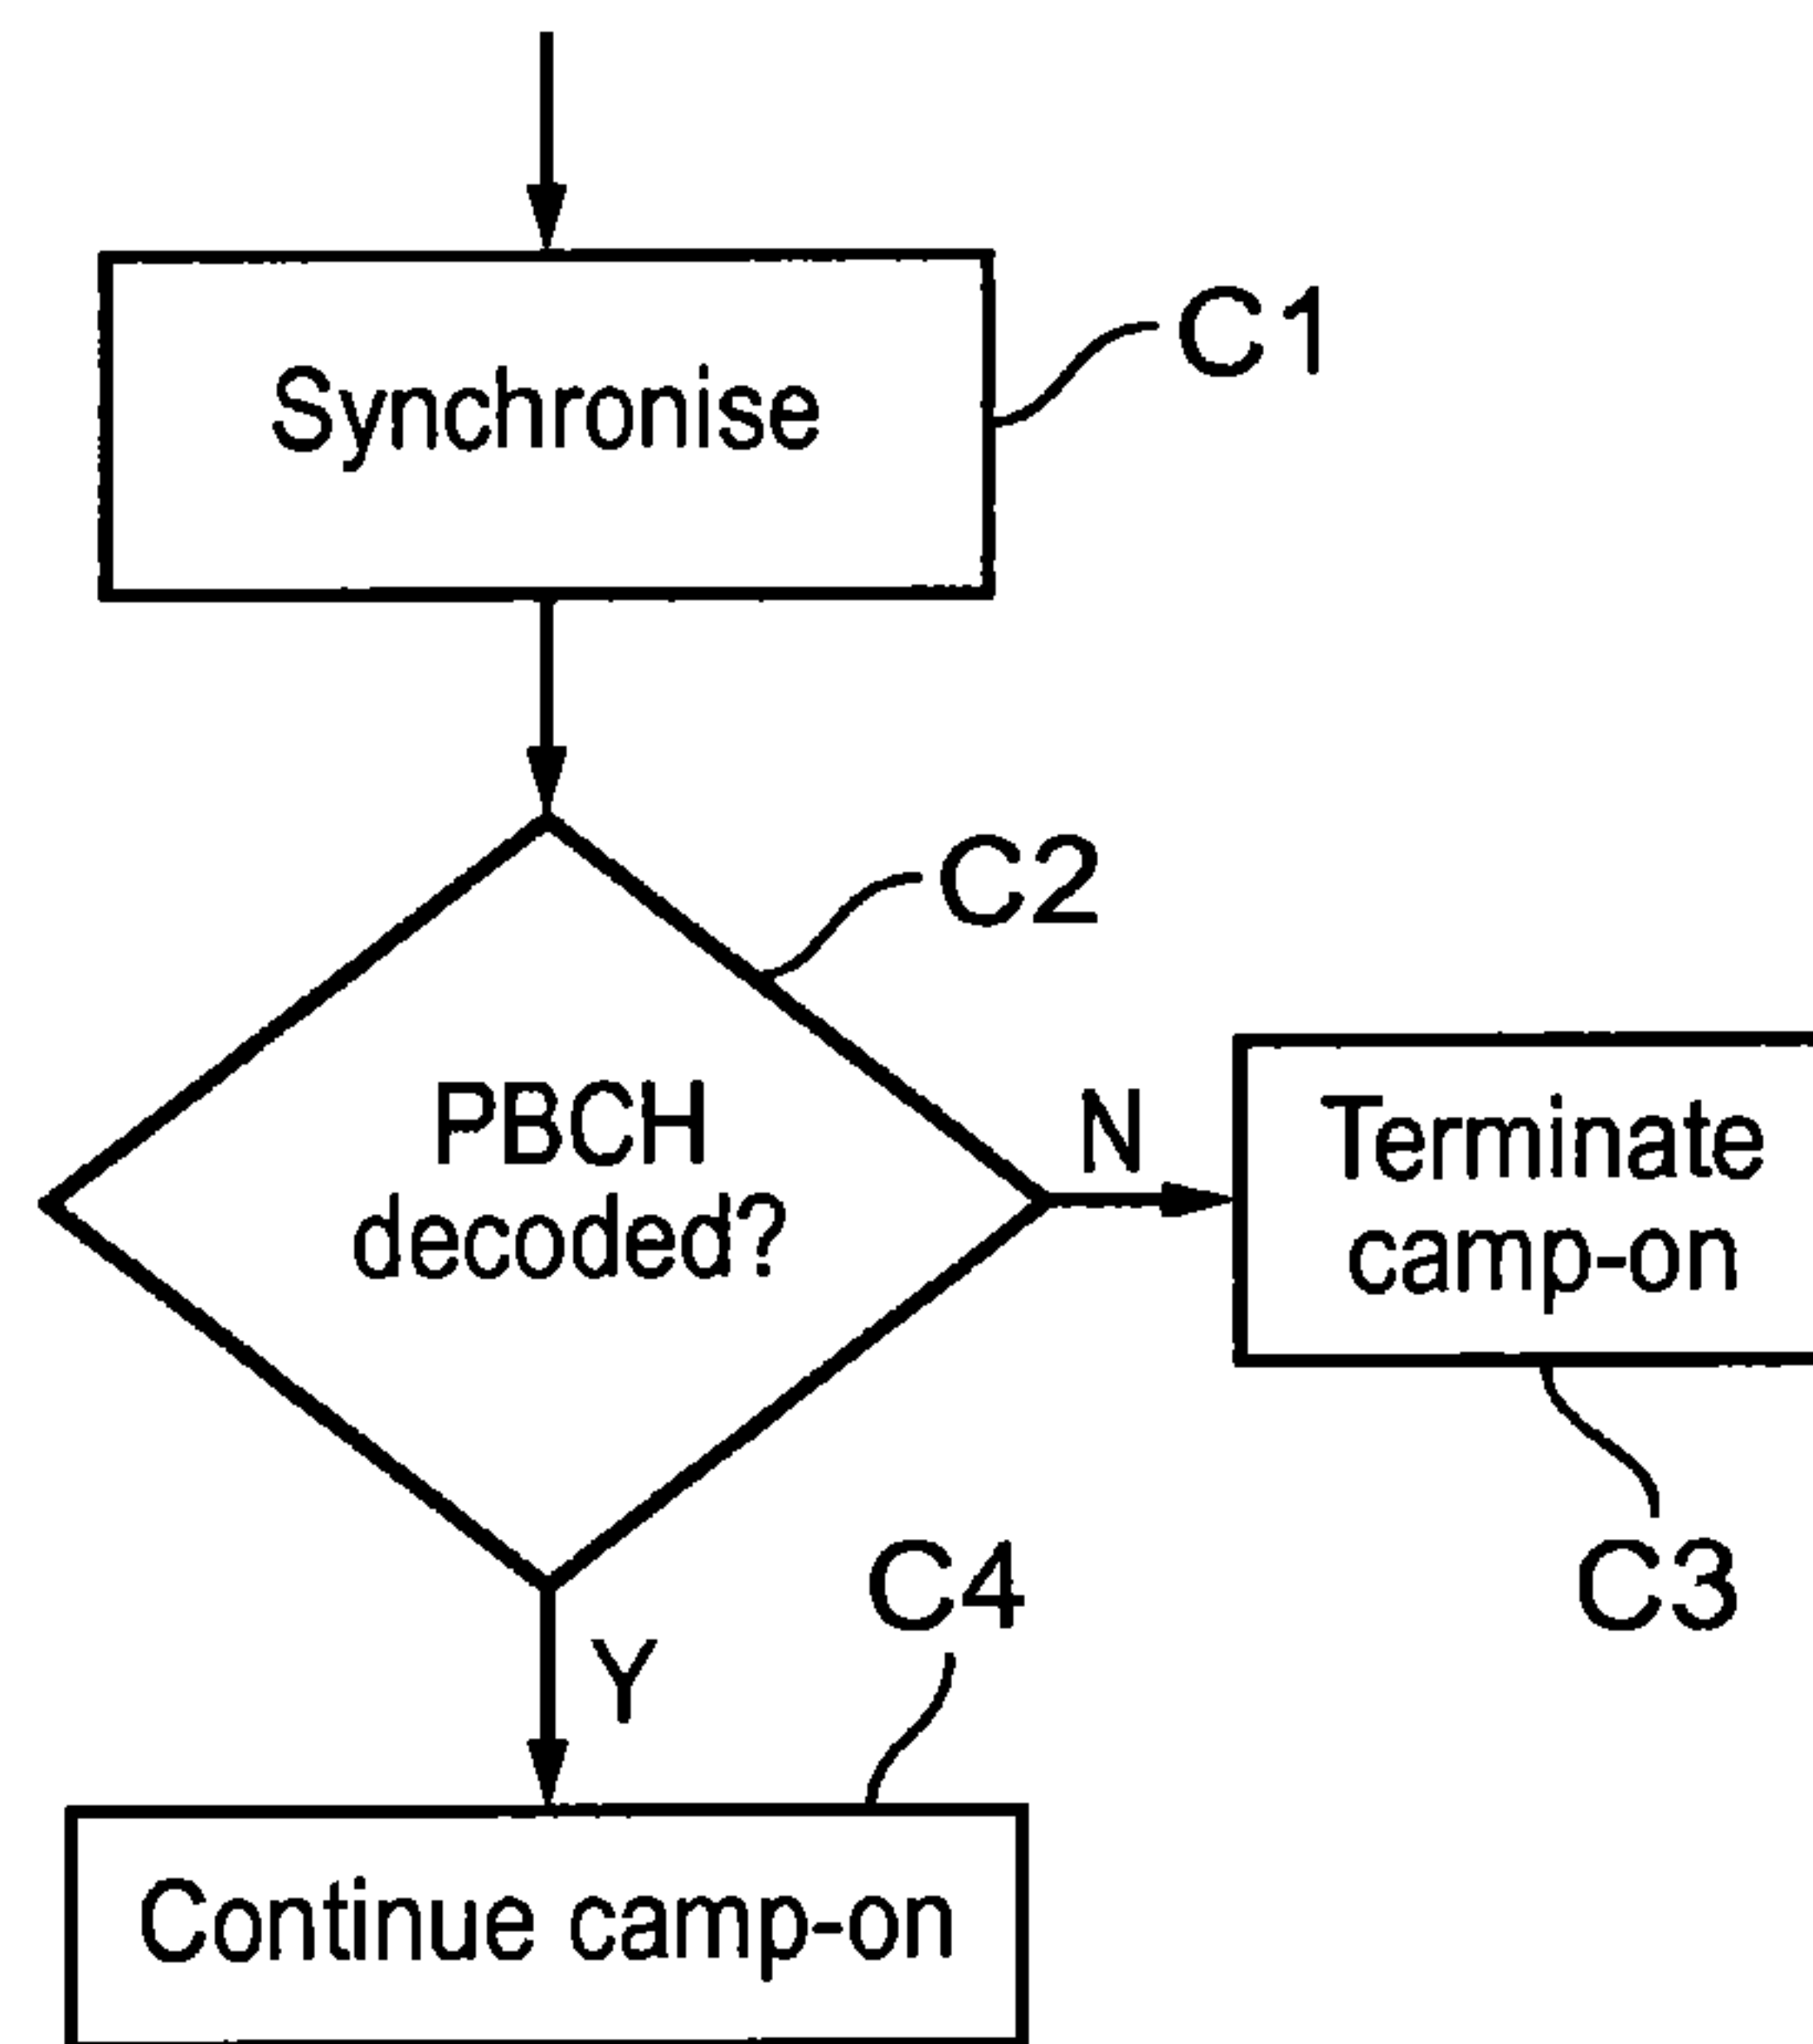 Synchronise
C1
C2
PBCH
decoded?
N
Terminate
camp-on
C3
Y
C4
Continue camp-on